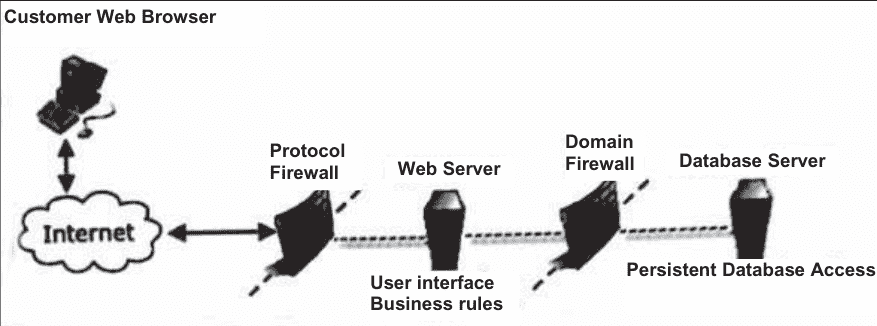 Customer Web Browser
Internet
Protocol
Firewall
Web Server
User interface
Business rules
Domain
Firewall
Database Server
Persistent Database Access